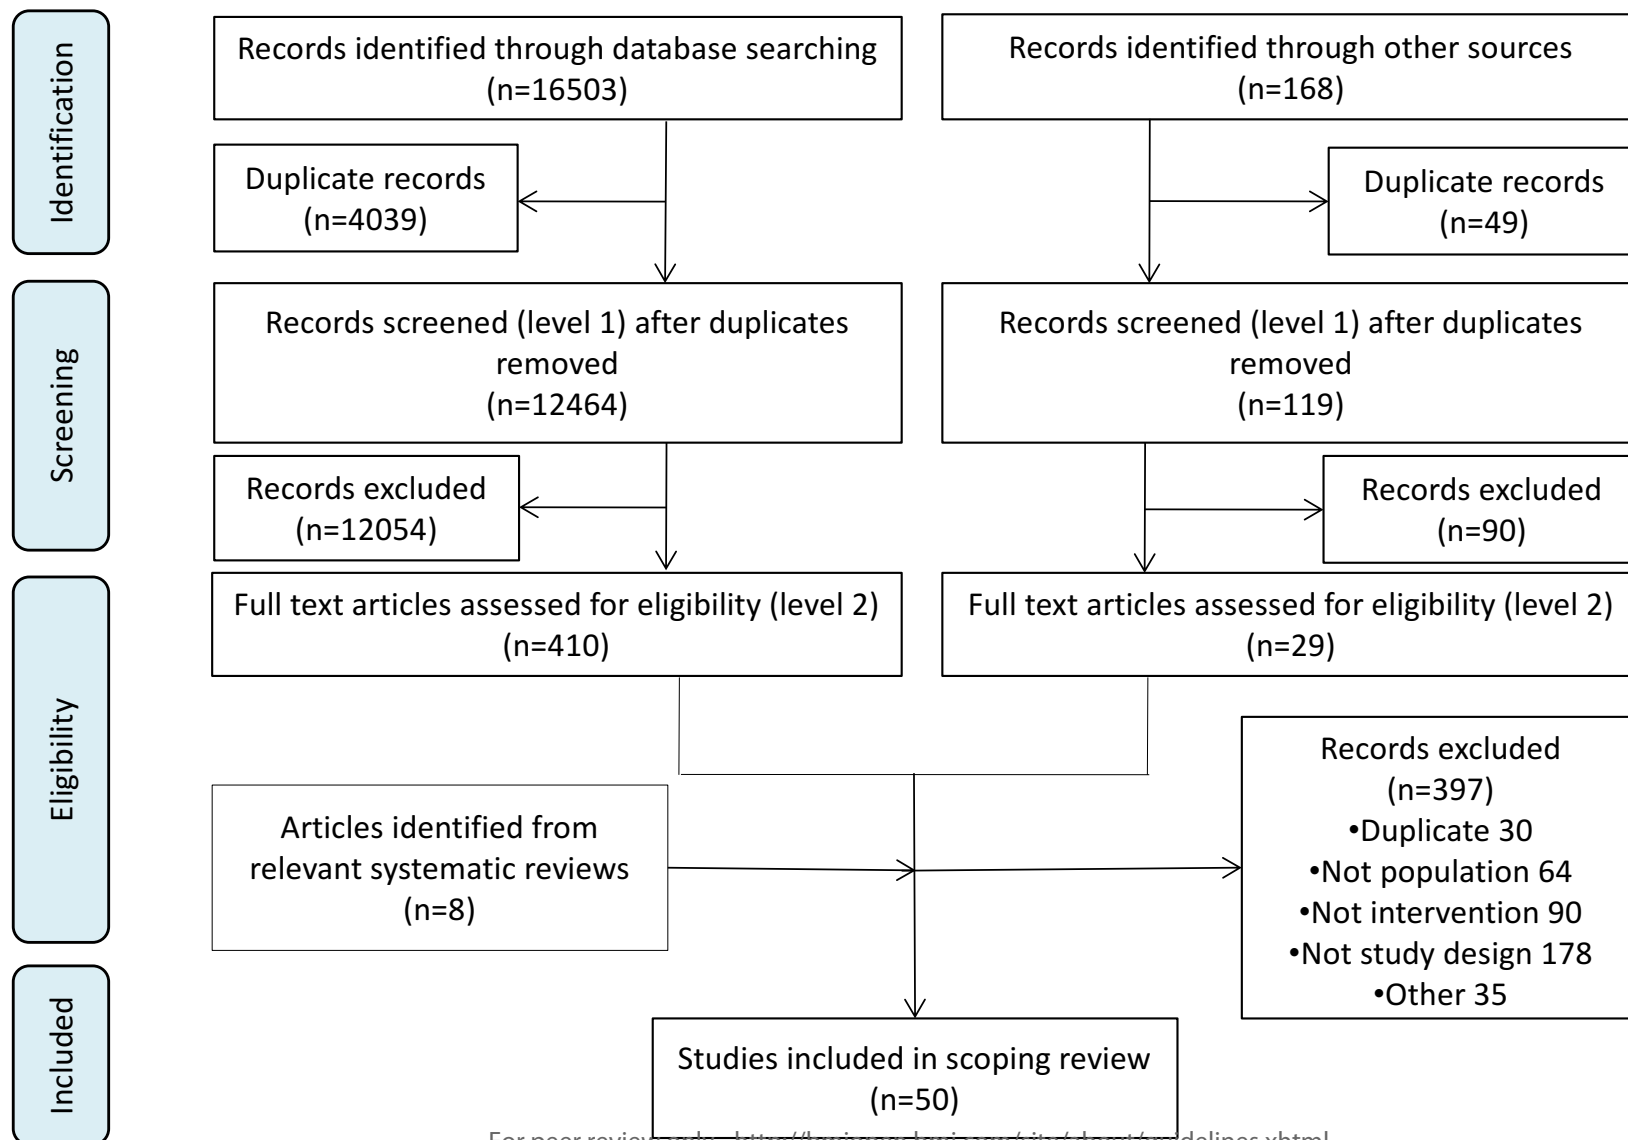 Identification
Records identified through database searching
(n=16503)
Records identified through other sources
(n=168)
Duplicate records
(n=4039)
Duplicate records
(n=49)
Screening
Records screened (level 1) after duplicates
removed
(n=12464)
Records screened (level 1) after duplicates
removed
(n=119)
Records excluded
(n=12054)
Records excluded
(n=90)
Eligibility
Full text articles assessed for eligibility (level 2)
(n=410)
Full text articles assessed for eligibility (level 2)
(n=29)
Articles identified from
relevant systematic reviews
(n=8)
Records excluded
(n=397)
•Duplicate 30
•Not population 64
•Not intervention 90
•Not study design 178
•Other 35
Included
Studies included in scoping review
(n=50)
For peer review only